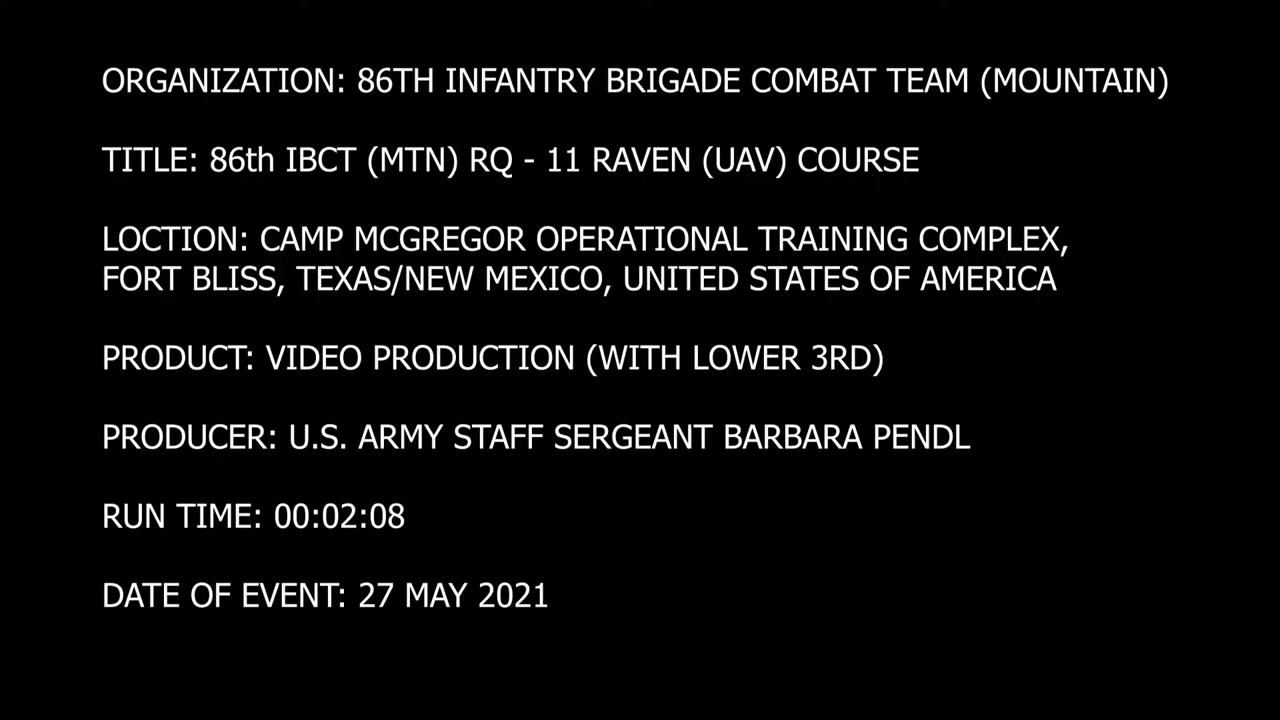 ORGANIZATION: 86TH INFANTRY BRIGADE COMBAT TEAM (MOUNTAIN)
TITLE: 86th IBCT (MTN) RQ - 11 RAVEN (UAV) COURSE
LOCTION: CAMP MCGREGOR OPERATIONAL TRAINING COMPLEX,
FORT BLISS, TEXAS/NEW MEXICO, UNITED STATES OF AMERICA
PRODUCT: VIDEO PRODUCTION (WITH LOWER 3RD)
PRODUCER: U.S. ARMY STAFF SERGEANT BARBARA PENDL
RUN TIME: 00:02:08
DATE OF EVENT: 27 MAY 2021